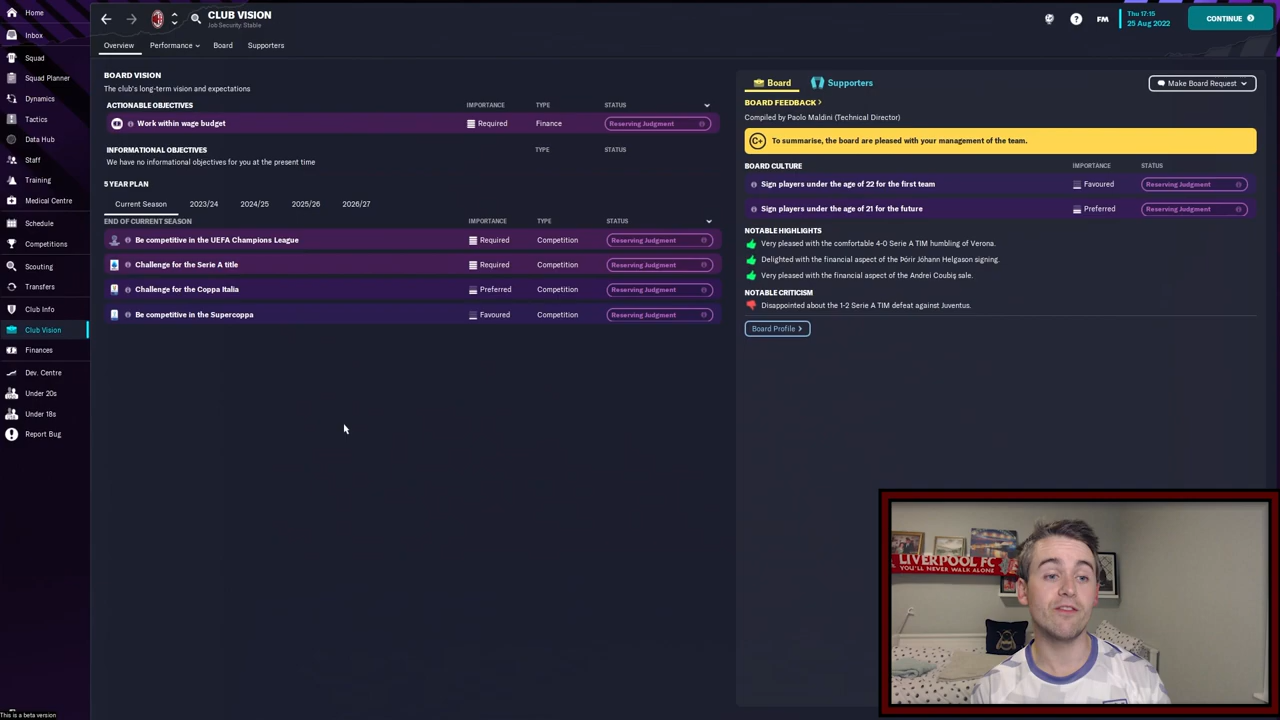 Home
Inbox
Squad
Squad Planner
Dynamics
Tactics
Data Hub
Staff
Training
Medical Centre
Schedule
Competitions
Scouting
Transfers
Club Info
Club Vision
Finances
Dev. Centre
Under 20s
Under 18s
Report Bug
This is a beta version
CLUB VISION
Job Security: Stable
FM
Thu 17:15
25 Aug 2022
CONTINUE
Overview Performance Board Supporters
BOARD VISION
The club's long-term vision and expectations
ACTIONABLE OBJECTIVES IMPORTANCE TYPE STATUS
Work within wage budget Required Finance Reserving Judgment
INFORMATIONAL OBJECTIVES TYPE STATUS
We have no informational objectives for you at the present time
5 YEAR PLAN
Current Season 2023/24 2024/25 2025/26 2026/27
END OF CURRENT SEASON IMPORTANCE TYPE STATUS
Be competitive in the UEFA Champions League Required Competition Reserving Judgment
Challenge for the Serie A title Required Competition Reserving Judgment
Challenge for the Coppa Italia Preferred Competition Reserving Judgment
Be competitive in the Supercoppa Favoured Competition Reserving Judgment
Board Supporters Make Board Request
BOARD FEEDBACK
Compiled by Paolo Maldini (Technical Director)
C+ To summarise, the board are pleased with your management of the team.
BOARD CULTURE IMPORTANCE STATUS
Sign players under the age of 22 for the first team Favoured Reserving Judgment
Sign players under the age of 21 for the future Preferred Reserving Judgment
NOTABLE HIGHLIGHTS
Very pleased with the comfortable 4-0 Serie A TIM humbling of Verona.
Delighted with the financial aspect of the Þórir Jóhann Helgason signing.
Very pleased with the financial aspect of the Andrei Coubiş sale.
NOTABLE CRITICISM
Disappointed about the 1-2 Serie A TIM defeat against Juventus.
Board Profile
LIVERPOOL FC
YOU'LL NEVER WALK ALONE